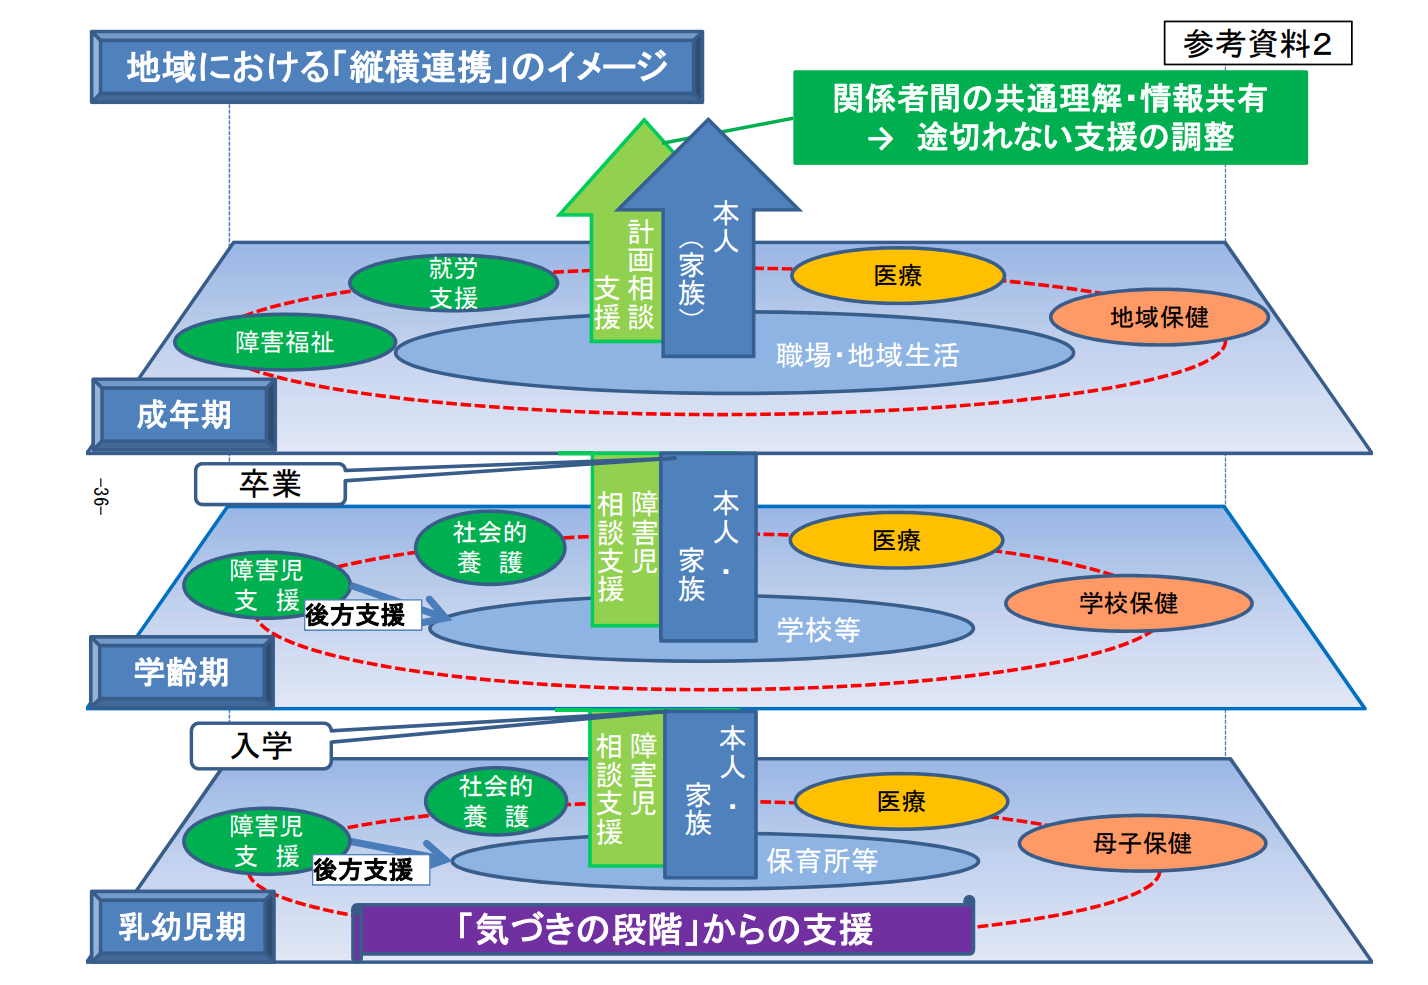 参考資料２
地域における｢縦横連携｣のイメージ
関係者間の共通理解・情報共有
→　途切れない支援の調整
本人
（家族）
計画相談
支援
就労
支援
医療
障害福祉
地域保健
職場・地域生活
成年期
卒業
-36-
本人・
家族
障害児
相談支援
社会的
養　護
医療
障害児
支　援
後方支援
学校保健
学校等
学齢期
入学
本人・
家族
障害児
相談支援
社会的
養　護
医療
障害児
支　援
後方支援
母子保健
保育所等
乳幼児期
｢気づきの段階｣からの支援